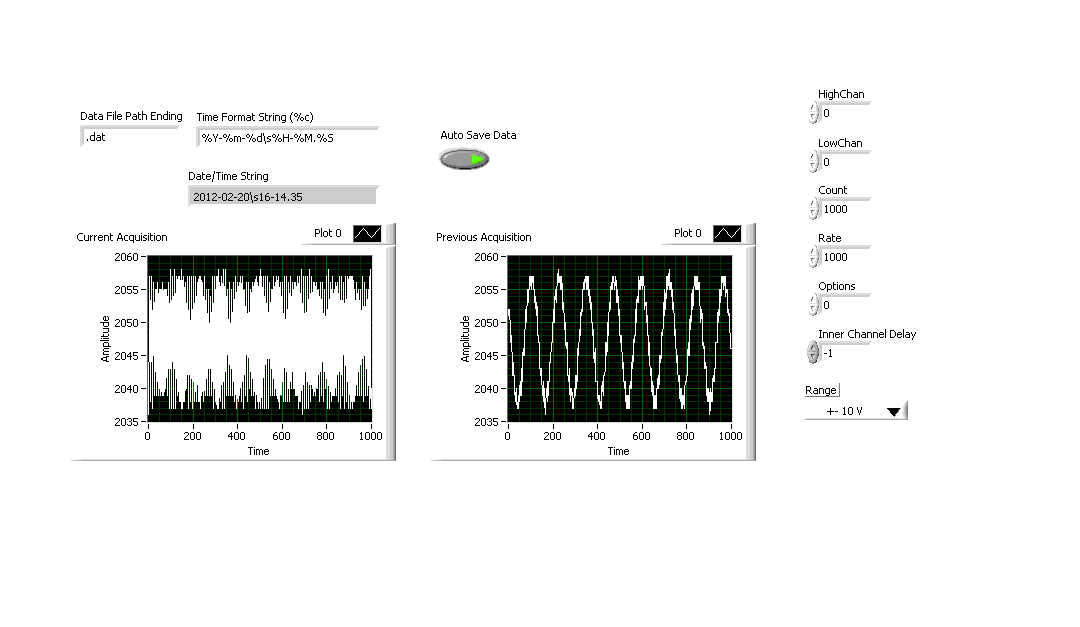 Data File Path Ending
.dat
Time Format String (%c)
%Y-%m-%d\s%H-%M.%S
Date/Time String
2012-02-20\s16-14.35
Auto Save Data
Current Acquisition
Plot 0
Amplitude
2060
2055
2050
2045
2040
2035
0
200
400
600
800
1000
Time
Previous Acquisition
Plot 0
Amplitude
2060
2055
2050
2045
2040
2035
0
200
400
600
800
1000
Time
HighChan
0
LowChan
0
Count
1000
Rate
1000
Options
0
Inner Channel Delay
-1
Range
+- 10 V